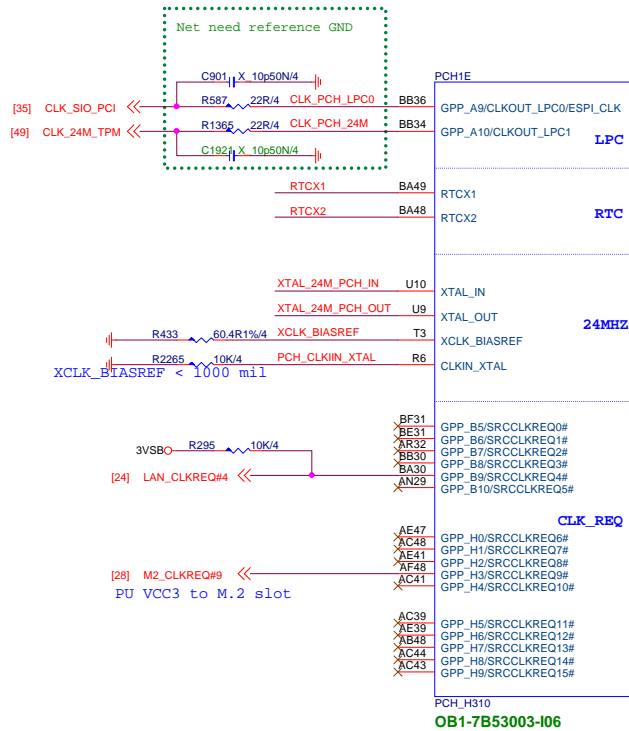 Net need reference GND
C901 X_10p50N/4
PCH1E
[35] CLK_SIO_PCI R587 22R/4 CLK_PCH_LPC0 BB36 GPP_A9/CLKOUT_LPC0/ESPI_CLK
[49] CLK_24M_TPM R1365 22R/4 CLK_PCH_24M BB34 GPP_A10/CLKOUT_LPC1
LPC
C1921 X_10p50N/4
RTCX1 BA49 RTCX1
RTCX2 BA48 RTCX2
RTC
XTAL_24M_PCH_IN U10 XTAL_IN
XTAL_24M_PCH_OUT U9 XTAL_OUT
24MHZ
R433 60.4R1%/4 XCLK_BIASREF T3 XCLK_BIASREF
R2265 10K/4 PCH_CLKIIN_XTAL R6 CLKIN_XTAL
XCLK_BIASREF < 1000 mil
BF31 GPP_B5/SRCCLKREQ0#
BE31 GPP_B6/SRCCLKREQ1#
AR32 GPP_B7/SRCCLKREQ2#
3VSB R295 10K/4
BB30 GPP_B8/SRCCLKREQ3#
[24] LAN_CLKREQ#4 BA30 GPP_B9/SRCCLKREQ4#
AN29 GPP_B10/SRCCLKREQ5#
CLK_REQ
AE47 GPP_H0/SRCCLKREQ6#
AC48 GPP_H1/SRCCLKREQ7#
AE41 GPP_H2/SRCCLKREQ8#
[28] M2_CLKREQ#9 AF48 GPP_H3/SRCCLKREQ9#
AC41 GPP_H4/SRCCLKREQ10#
PU VCC3 to M.2 slot
AC39 GPP_H5/SRCCLKREQ11#
AE39 GPP_H6/SRCCLKREQ12#
AB48 GPP_H7/SRCCLKREQ13#
AC44 GPP_H8/SRCCLKREQ14#
AC43 GPP_H9/SRCCLKREQ15#
PCH_H310
OB1-7B53003-I06